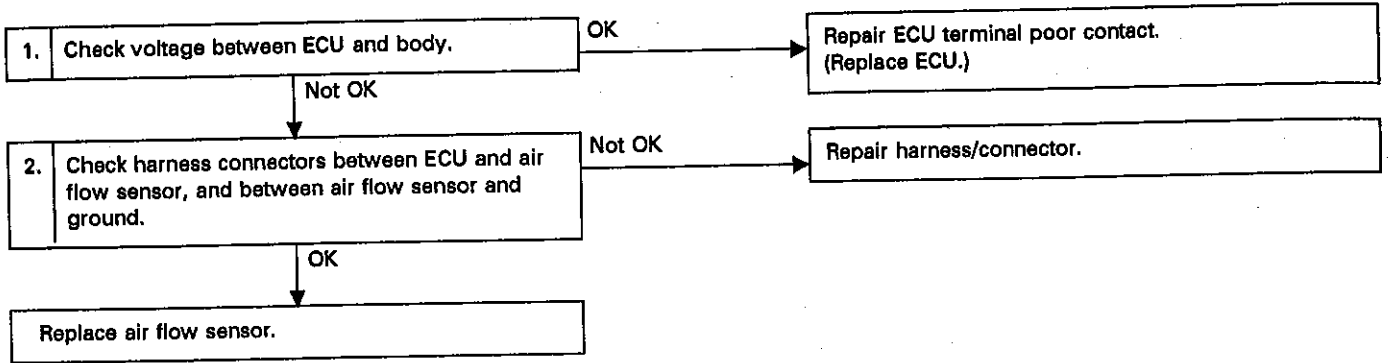 1. Check voltage between ECU and body.
OK
Repair ECU terminal poor contact.
(Replace ECU.)
Not OK
2. Check harness connectors between ECU and air
flow sensor, and between air flow sensor and
ground.
Not OK
Repair harness/connector.
OK
Replace air flow sensor.